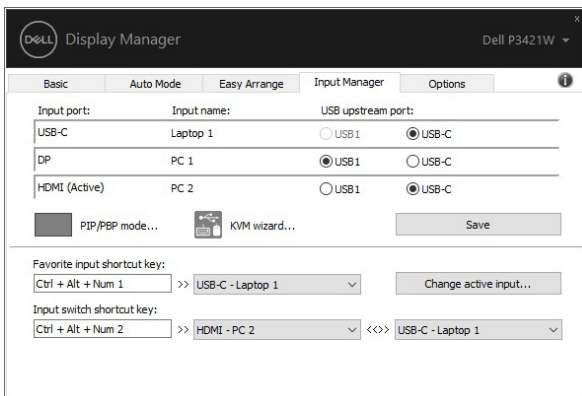 DELL Display Manager Dell P3421W
Basic Auto Mode Easy Arrange Input Manager Options
Input port: Input name: USB upstream port:
USB-C Laptop 1 USB1 USB-C
DP PC 1 USB1 USB-C
HDMI (Active) PC 2 USB1 USB-C
PIP/PBP mode... KVM wizard... Save
Favorite input shortcut key:
Ctrl + Alt + Num 1 >> USB-C - Laptop 1 Change active input...
Input switch shortcut key:
Ctrl + Alt + Num 2 >> HDMI - PC 2 <<>> USB-C - Laptop 1